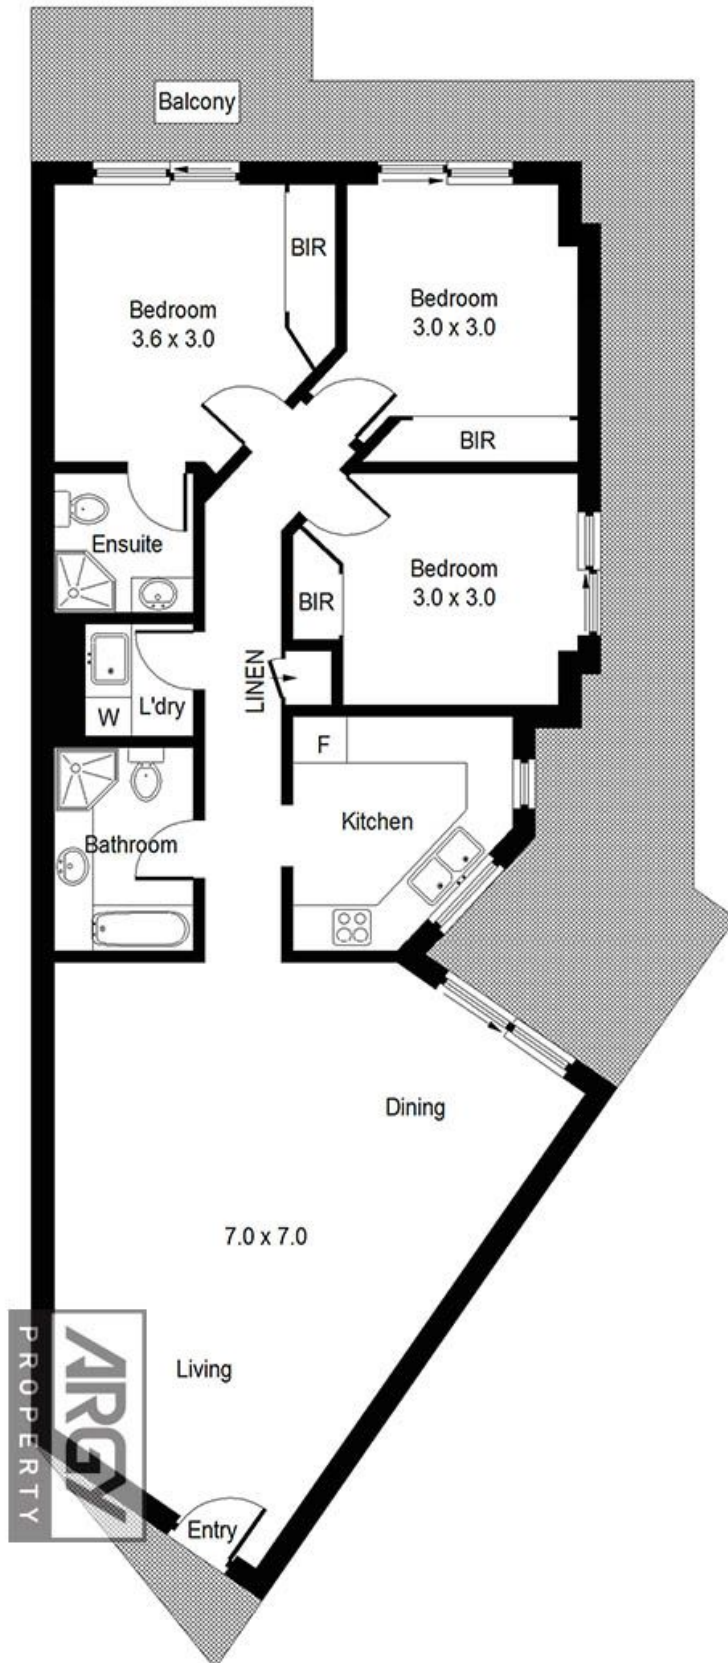 Balcony
BIR
Bedroom
3.6 x 3.0
Bedroom
3.0 x 3.0
BIR
Ensuite
Bedroom
3.0 x 3.0
BIR
LINEN
L'dry
W
F
Kitchen
Bathroom
Dining
7.0 x 7.0
Living
ARGY
PROPERTY
Entry